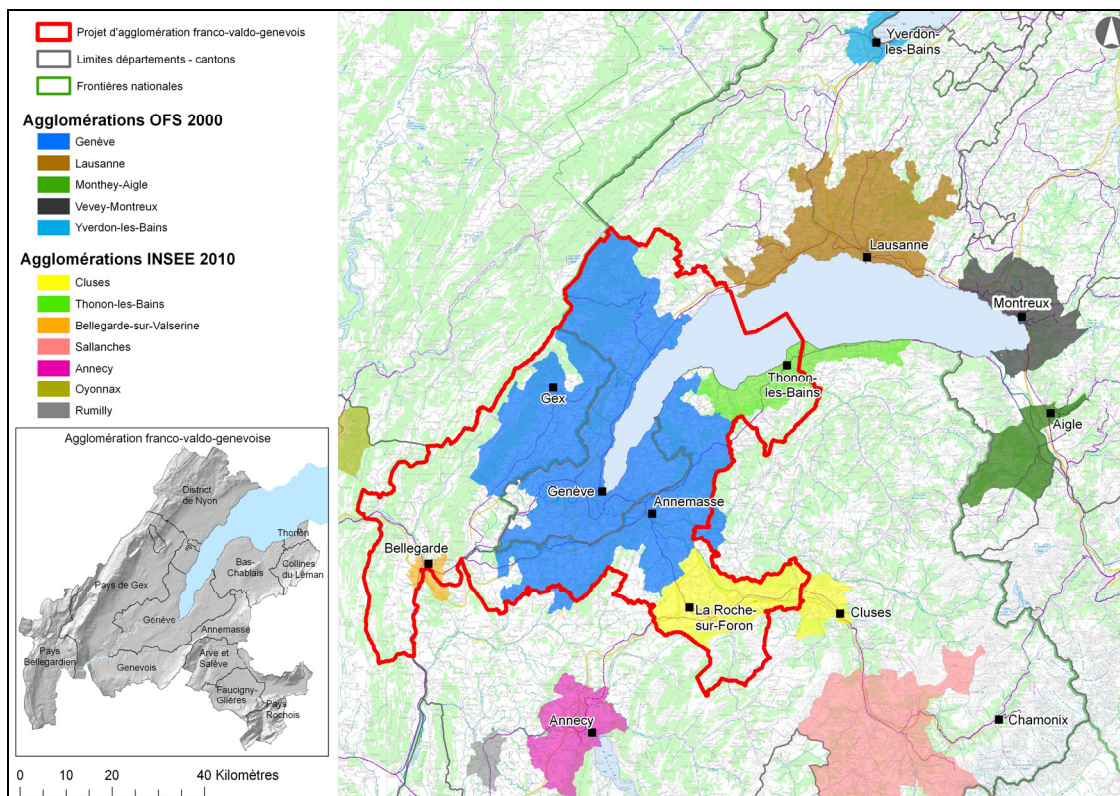 Projet d'agglomération franco-valdo-genevois
Limites départements - cantons
Frontières nationales
Agglomérations OFS 2000
Genève
Lausanne
Monthey-Aigle
Vevey-Montreux
Yverdon-les-Bains
Agglomérations INSEE 2010
Cluses
Thonon-les-Bains
Bellegarde-sur-Valserine
Sallanches
Annecy
Oyonnax
Rumilly
Agglomération franco-valdo-genevoise
District
de Nyon
Thonon
Bas-
Chablais
Collines
du Léman
Pays de Gex
Genève
Annemasse
Pays
Bellegardien
Genevois
Arve et
Salève
Faucigny-
Glières
Pays
Rochois
0 10 20 40 Kilomètres
Yverdon-
les-Bains
Lausanne
Montreux
Thonon-
les-Bains
Gex
Aigle
Genève
Annemasse
Bellegarde
La Roche-
sur-Foron
Cluses
Annecy
Chamonix